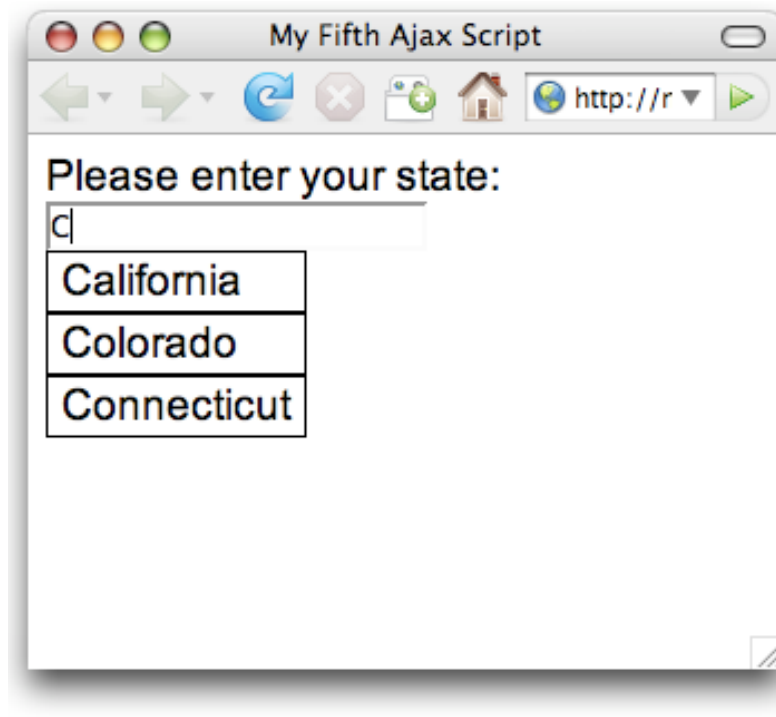 My Fifth Ajax Script
http://r
Please enter your state:
C
California
Colorado
Connecticut